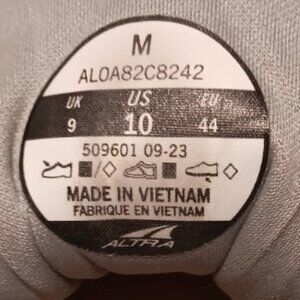 M
AL0A82C8242
UK US EU
9 10 44
509601 09-23
MADE IN VIETNAM
FABRIQUE EN VIETNAM
ALTRA